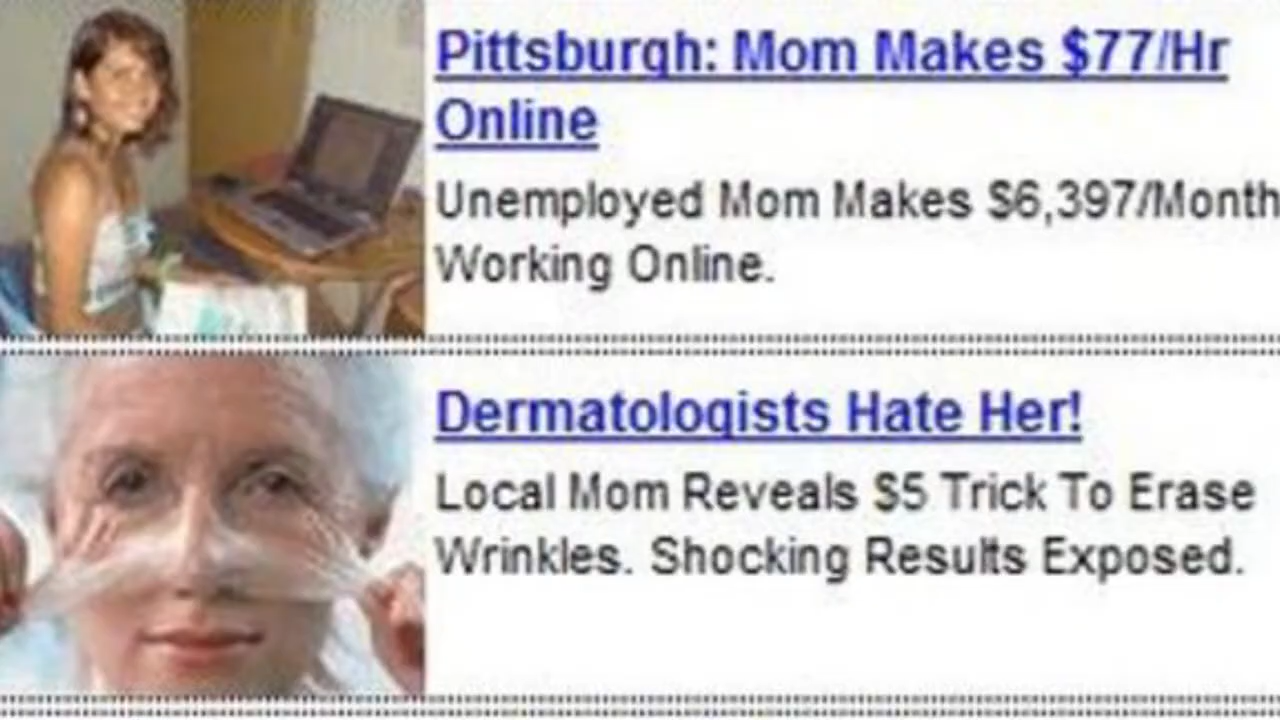 Pittsburgh: Mom Makes $77/Hr
Online
Unemployed Mom Makes $6,397/Month
Working Online.
Dermatologists Hate Her!
Local Mom Reveals $5 Trick To Erase
Wrinkles. Shocking Results Exposed.